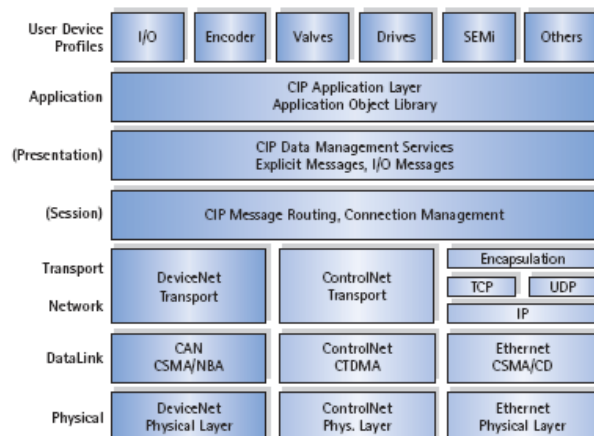 User Device
Profiles
I/O
Encoder
Valves
Drives
SEMi
Others
Application
CIP Application Layer
Application Object Library
(Presentation)
CIP Data Management Services
Explicit Messages, I/O Messages
(Session)
CIP Message Routing, Connection Management
Transport
Network
DeviceNet
Transport
ControlNet
Transport
Encapsulation
TCP
UDP
IP
DataLink
CAN
CSMA/NBA
ControlNet
CTDMA
Ethernet
CSMA/CD
Physical
DeviceNet
Physical Layer
ControlNet
Phys. Layer
Ethernet
Physical Layer